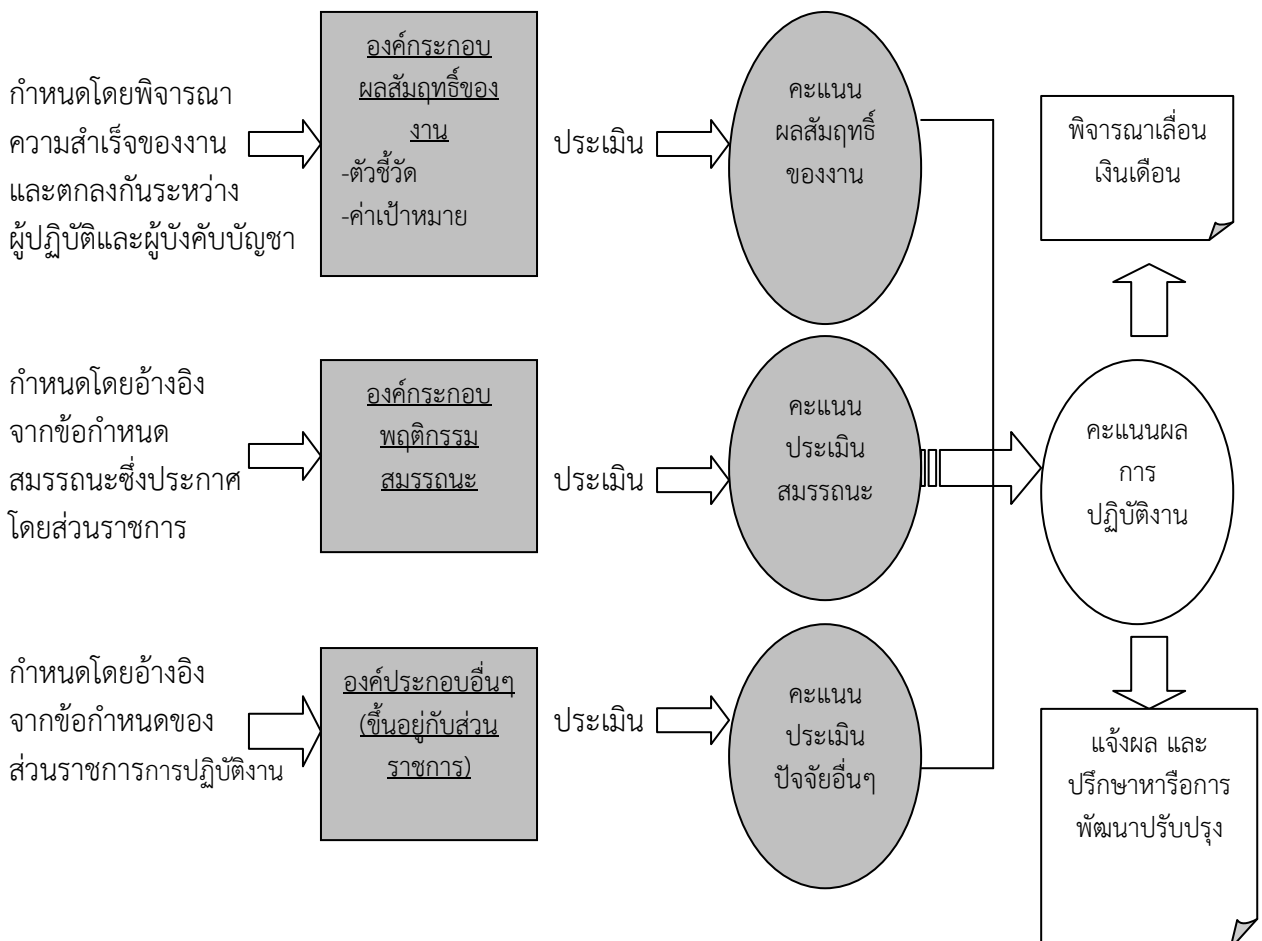 กำหนดโดยพิจารณา
ความสำเร็จของงาน
และตกลงกันระหว่าง
ผู้ปฏิบัติและผู้บังคับบัญชา
องค์กระกอบ
ผลสัมฤทธิ์ของ
งาน
-ตัวชี้วัด
-ค่าเป้าหมาย
ประเมิน
คะแนน
ผลสัมฤทธิ์
ของงาน
พิจารณาเลื่อน
เงินเดือน
กำหนดโดยอ้างอิง
จากข้อกำหนด
สมรรถนะซึ่งประกาศ
โดยส่วนราชการ
องค์กระกอบ
พฤติกรรม
สมรรถนะ
ประเมิน
คะแนน
ประเมิน
สมรรถนะ
คะแนนผล
การ
ปฏิบัติงาน
กำหนดโดยอ้างอิง
จากข้อกำหนดของ
ส่วนราชการการปฏิบัติงาน
องค์ประกอบอื่นๆ
(ขึ้นอยู่กับส่วน
ราชการ)
ประเมิน
คะแนน
ประเมิน
ปัจจัยอื่นๆ
แจ้งผล และ
ปรึกษาหารือการ
พัฒนาปรับปรุง